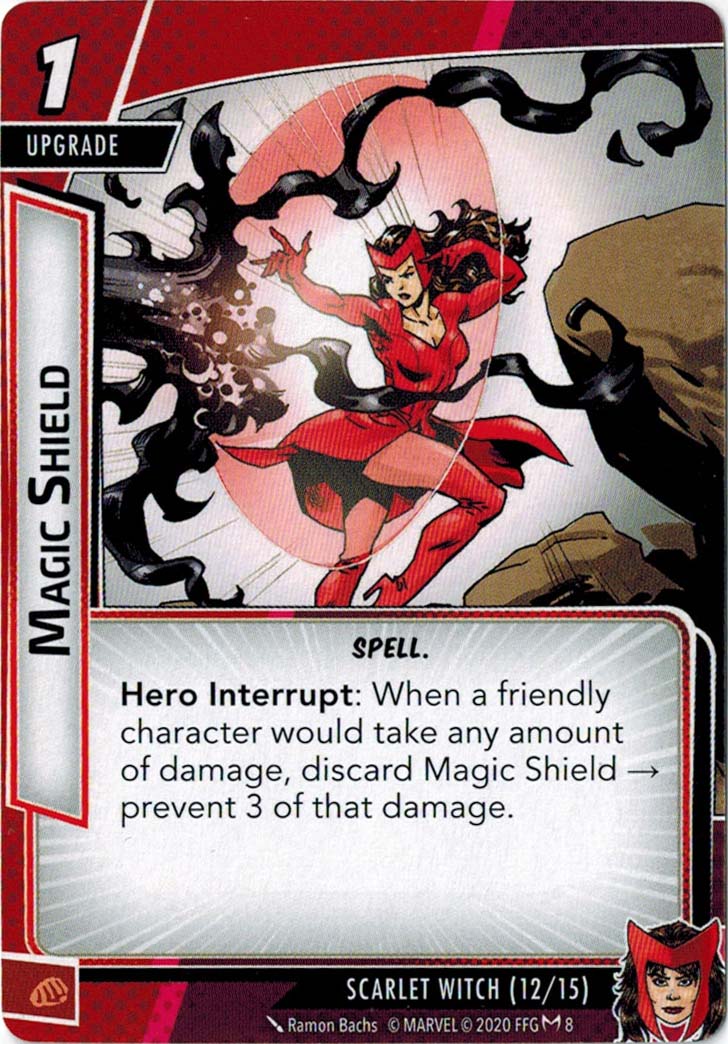 1
UPGRADE
MAGIC SHIELD
SPELL.
Hero Interrupt: When a friendly
character would take any amount
of damage, discard Magic Shield →
prevent 3 of that damage.
SCARLET WITCH (12/15)
Ramon Bachs © MARVEL © 2020 FFG 8